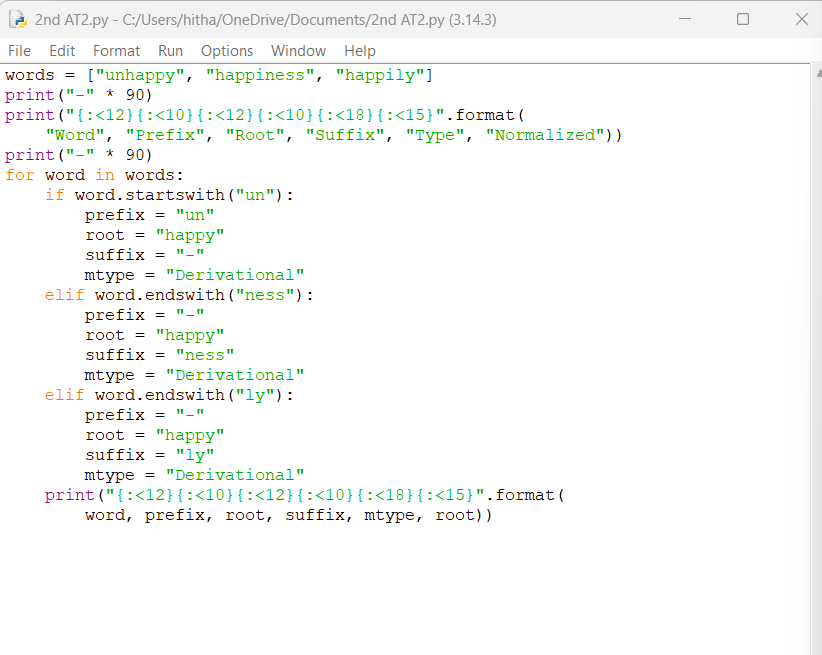 2nd AT2.py - C:/Users/hitha/OneDrive/Documents/2nd AT2.py (3.14.3)
File Edit Format Run Options Window Help
words = ["unhappy", "happiness", "happily"]
print("-" * 90)
print("{:<12}{:<10}{:<12}{:<10}{:<18}{:<15}".format(
    "Word", "Prefix", "Root", "Suffix", "Type", "Normalized"))
print("-" * 90)
for word in words:
    if word.startswith("un"):
        prefix = "un"
        root = "happy"
        suffix = "-"
        mtype = "Derivational"
    elif word.endswith("ness"):
        prefix = "-"
        root = "happy"
        suffix = "ness"
        mtype = "Derivational"
    elif word.endswith("ly"):
        prefix = "-"
        root = "happy"
        suffix = "ly"
        mtype = "Derivational"
    print("{:<12}{:<10}{:<12}{:<10}{:<18}{:<15}".format(
        word, prefix, root, suffix, mtype, root))